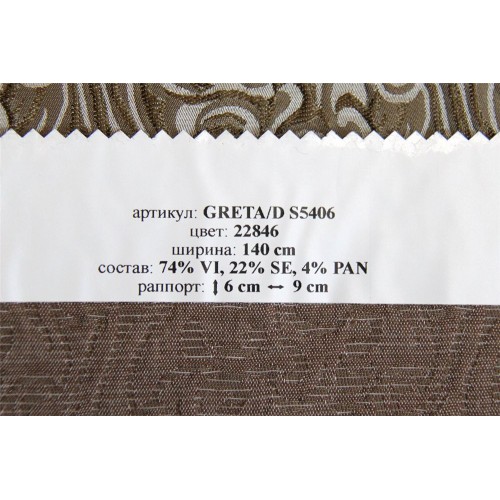 артикул: GRETA/D S5406
цвет: 22846
ширина: 140 cm
состав: 74% VI, 22% SE, 4% PAN
раппорт: ↕ 6 cm ↔ 9 cm